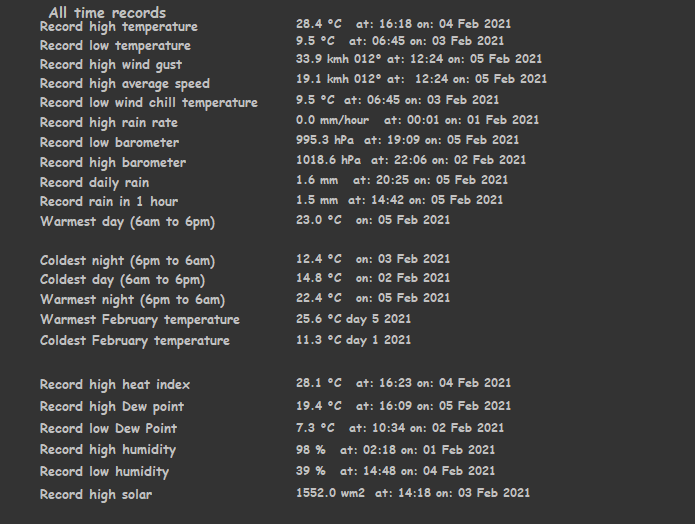 All time records
Record high temperature 28.4 °C at: 16:18 on: 04 Feb 2021
Record low temperature 9.5 °C at: 06:45 on: 03 Feb 2021
Record high wind gust 33.9 kmh 012° at: 12:24 on: 05 Feb 2021
Record high average speed 19.1 kmh 012° at: 12:24 on: 05 Feb 2021
Record low wind chill temperature 9.5 °C at: 06:45 on: 03 Feb 2021
Record high rain rate 0.0 mm/hour at: 00:01 on: 01 Feb 2021
Record low barometer 995.3 hPa at: 19:09 on: 05 Feb 2021
Record high barometer 1018.6 hPa at: 22:06 on: 02 Feb 2021
Record daily rain 1.6 mm at: 20:25 on: 05 Feb 2021
Record rain in 1 hour 1.5 mm at: 14:42 on: 05 Feb 2021
Warmest day (6am to 6pm) 23.0 °C on: 05 Feb 2021
Coldest night (6pm to 6am) 12.4 °C on: 03 Feb 2021
Coldest day (6am to 6pm) 14.8 °C on: 02 Feb 2021
Warmest night (6pm to 6am) 22.4 °C on: 05 Feb 2021
Warmest February temperature 25.6 °C day 5 2021
Coldest February temperature 11.3 °C day 1 2021
Record high heat index 28.1 °C at: 16:23 on: 04 Feb 2021
Record high Dew point 19.4 °C at: 16:09 on: 05 Feb 2021
Record low Dew Point 7.3 °C at: 10:34 on: 02 Feb 2021
Record high humidity 98 % at: 02:18 on: 01 Feb 2021
Record low humidity 39 % at: 14:48 on: 04 Feb 2021
Record high solar 1552.0 wm2 at: 14:18 on: 03 Feb 2021